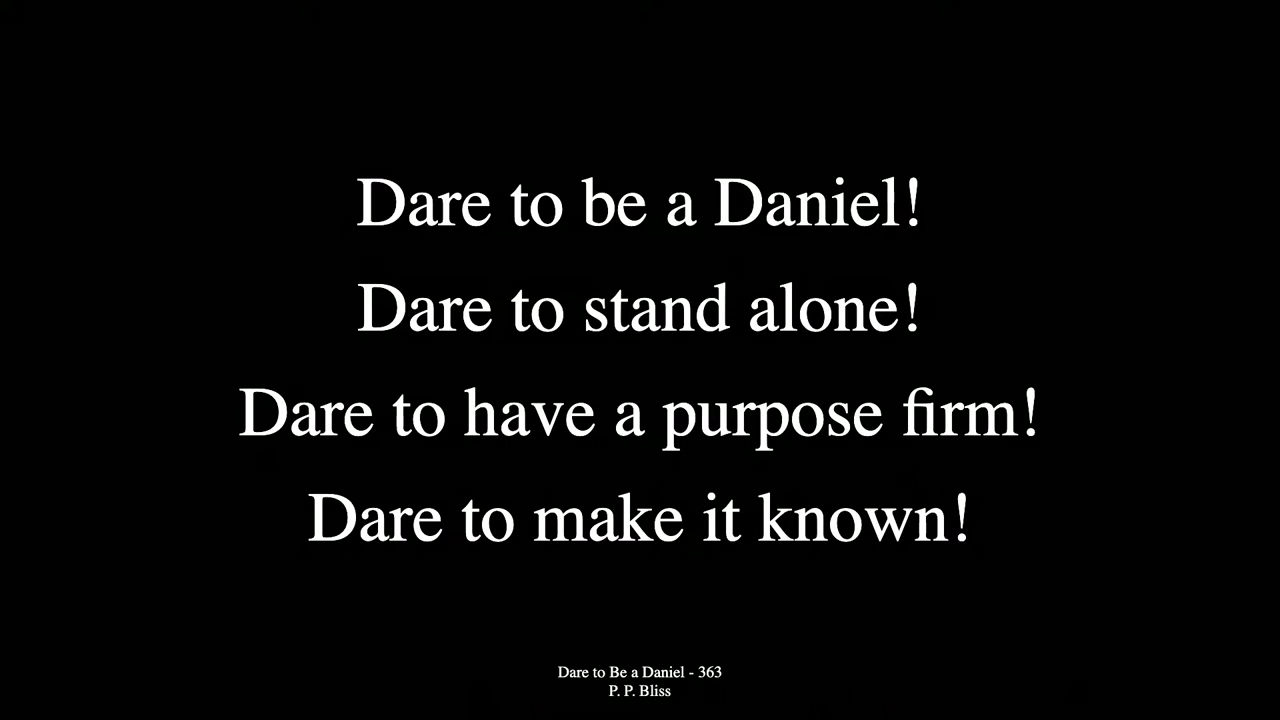 Dare to be a Daniel!
Dare to stand alone!
Dare to have a purpose firm!
Dare to make it known!
Dare to Be a Daniel - 363
P. P. Bliss